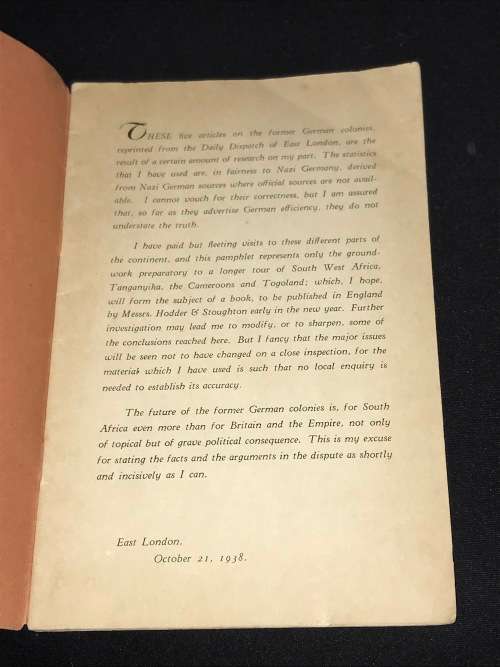 THESE five articles on the former German colonies,
reprinted from the Daily Dispatch of East London, are the
result of a certain amount of research on my part. The statistics
that I have used are, in fairness to Nazi Germany, derived
from Nazi German sources where official sources are not avail-
able. I cannot vouch for their correctness, but I am assured
that, so far as they advertise German efficiency, they do not
understate the truth.
I have paid but fleeting visits to these different parts of
the continent, and this pamphlet represents only the ground-
work preparatory to a longer tour of South West Africa,
Tanganyika, the Cameroons and Togoland; which, I hope,
will form the subject of a book, to be published in England
by Messrs. Hodder & Stoughton early in the new year. Further
investigation may lead me to modify, or to sharpen, some of
the conclusions reached here. But I fancy that the major issues
will be seen not to have changed on a close inspection, for the
material which I have used is such that no local enquiry is
needed to establish its accuracy.
The future of the former German colonies is, for South
Africa even more than for Britain and the Empire, not only
of topical but of grave political consequence. This is my excuse
for stating the facts and the arguments in the dispute as shortly
and incisively as I can.
East London,
October 21, 1938.